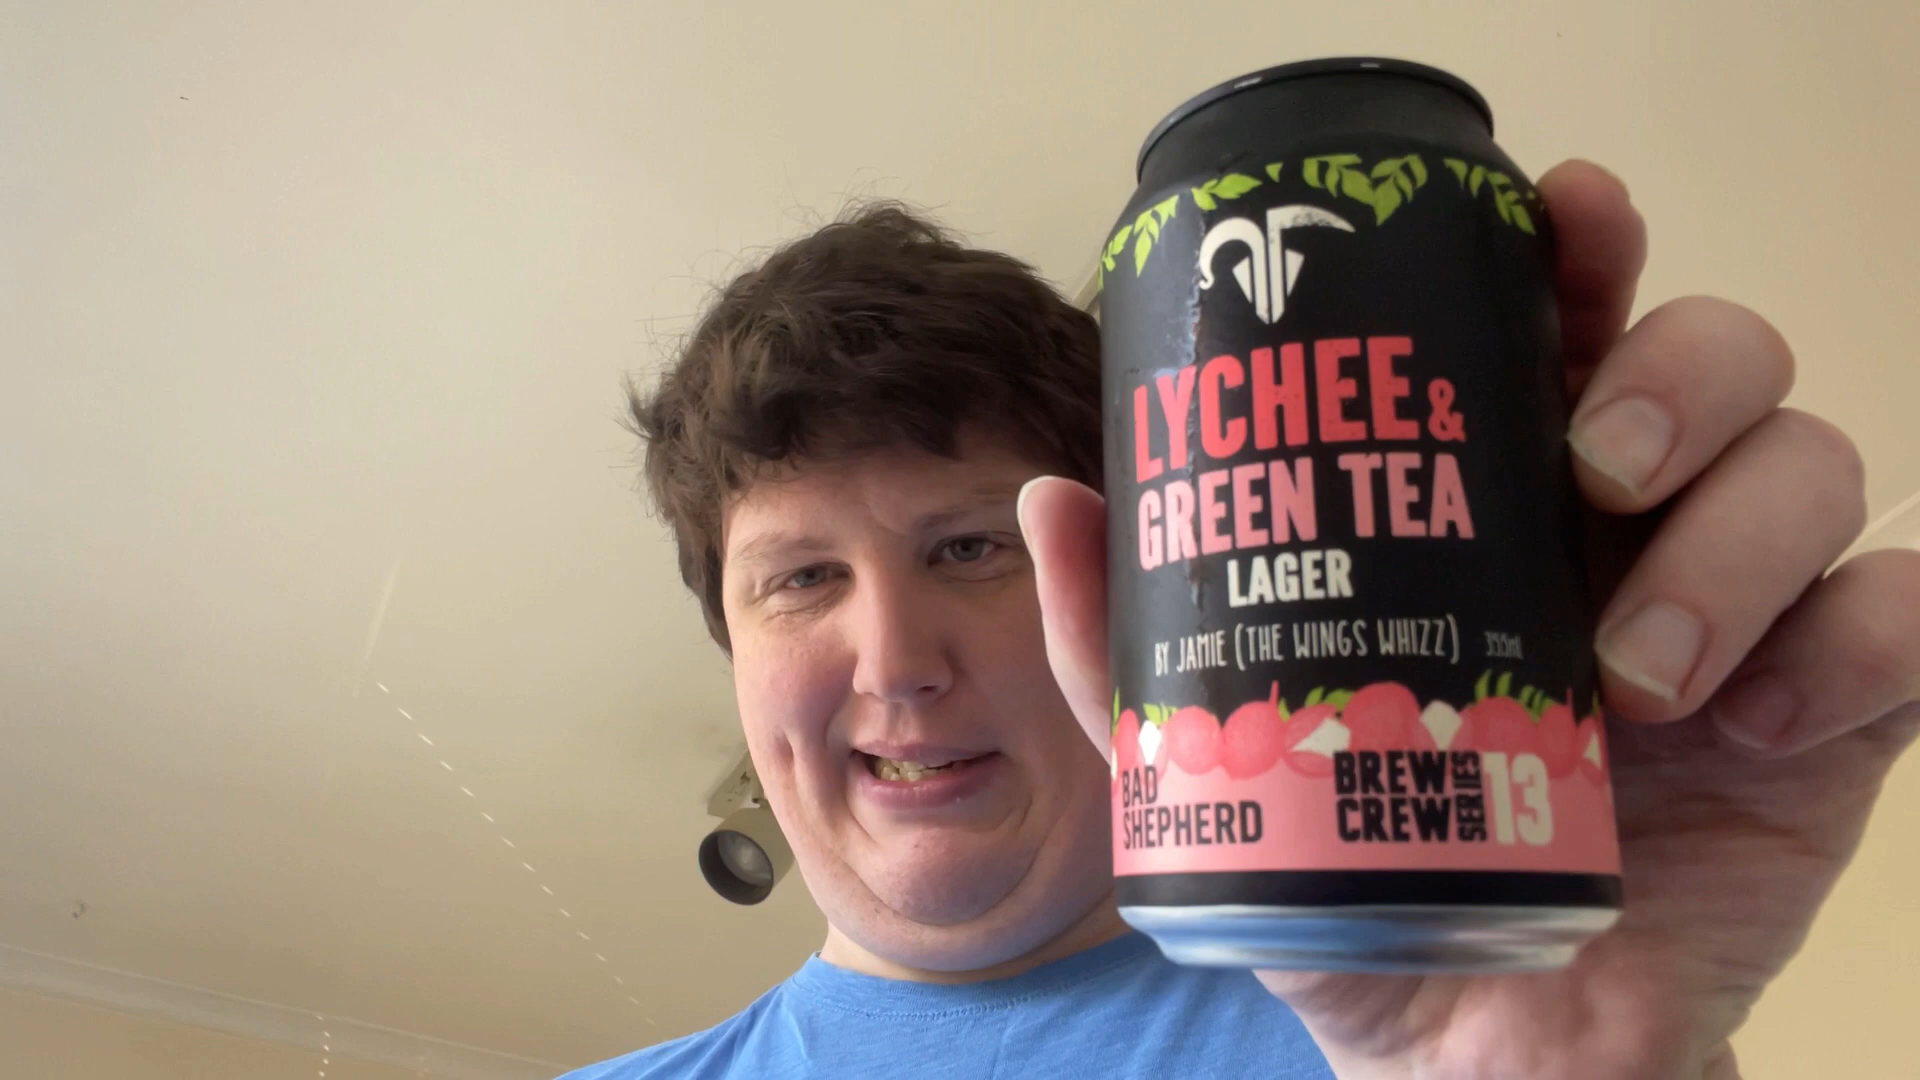 LYCHEE &
GREEN TEA
LAGER
BY JAMIE (THE WINGS WHIZZ) 355ml
BAD
SHEPHERD
BREW
CREW
SERIES
13